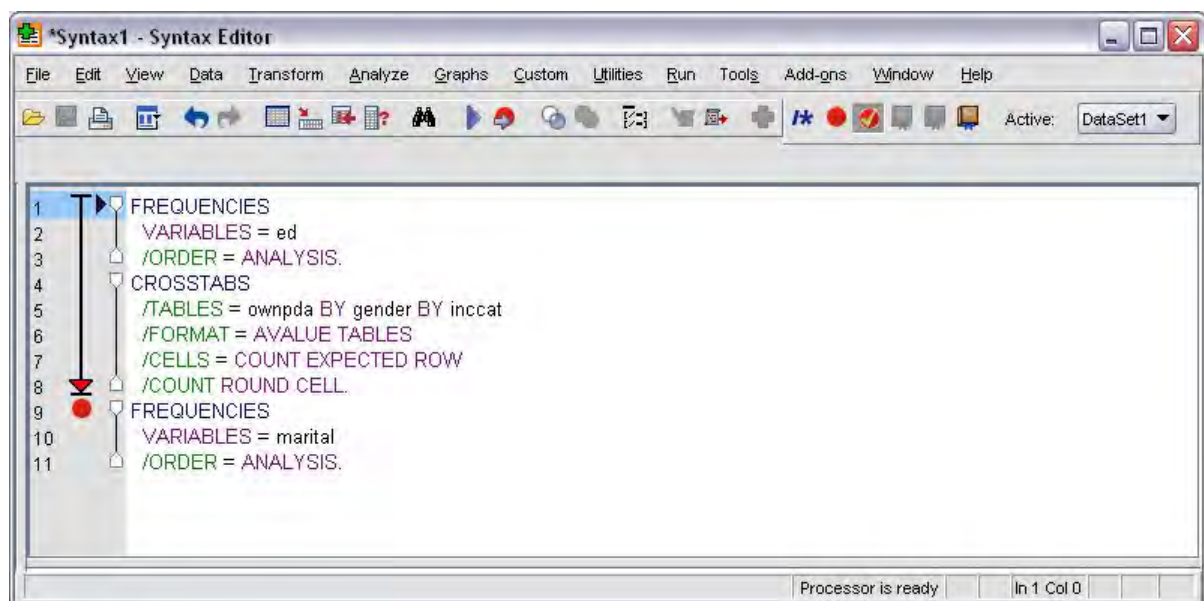 *Syntax1 - Syntax Editor
File Edit View Data Transform Analyze Graphs Custom Utilities Run Tools Add-ons Window Help
Active: DataSet1
1 FREQUENCIES
2 VARIABLES = ed
3 /ORDER = ANALYSIS.
4 CROSSTABS
5 /TABLES = ownpda BY gender BY inccat
6 /FORMAT = AVALUE TABLES
7 /CELLS = COUNT EXPECTED ROW
8 /COUNT ROUND CELL.
9 FREQUENCIES
10 VARIABLES = marital
11 /ORDER = ANALYSIS.
Processor is ready In 1 Col 0